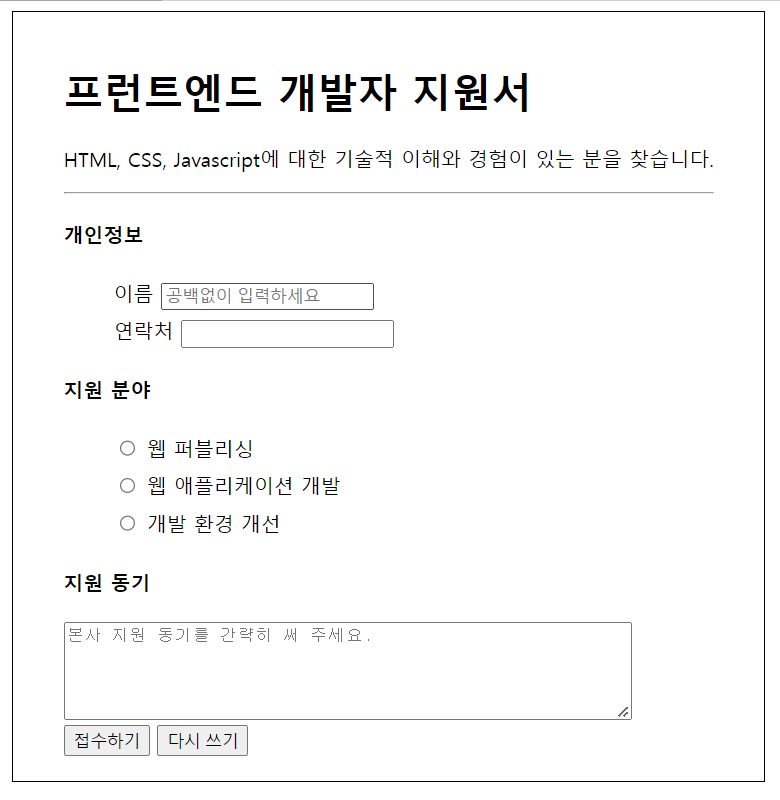 프런트엔드 개발자 지원서
HTML, CSS, Javascript에 대한 기술적 이해와 경험이 있는 분을 찾습니다.
개인정보
이름 공백없이 입력하세요
연락처
지원 분야
웹 퍼블리싱
웹 애플리케이션 개발
개발 환경 개선
지원 동기
본사 지원 동기를 간략히 써 주세요.
접수하기 다시 쓰기